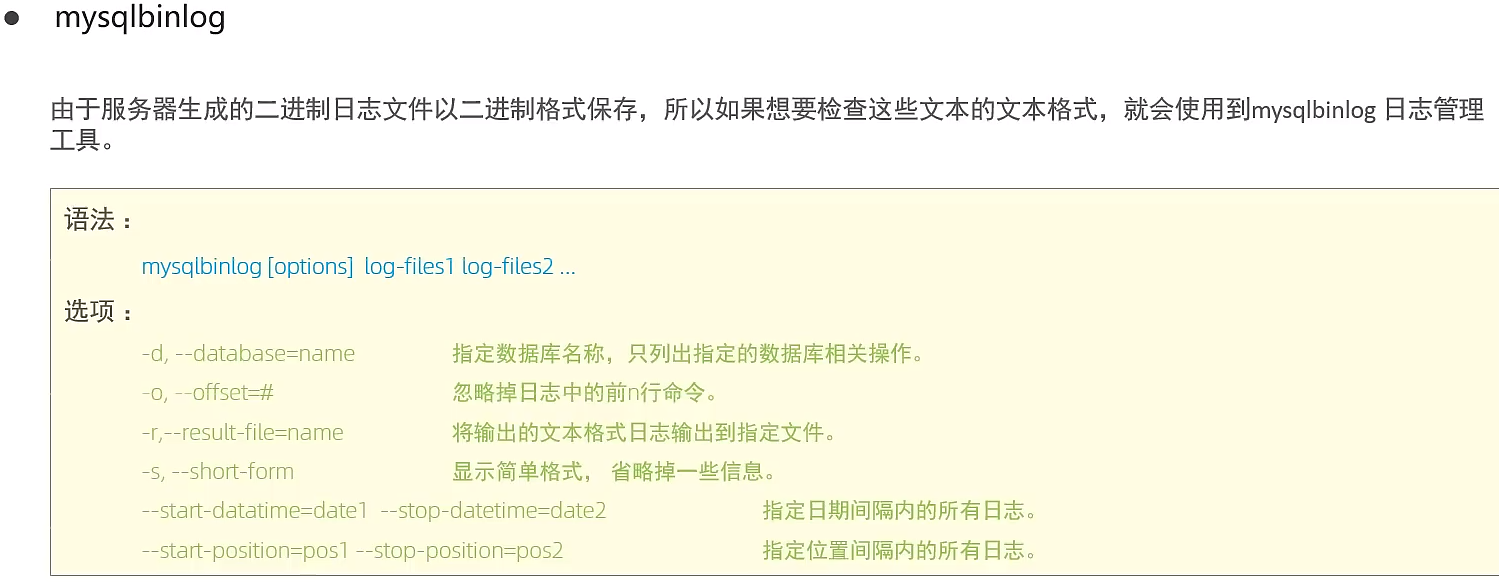 ● mysqlbinlog
由于服务器生成的二进制日志文件以二进制格式保存，所以如果想要检查这些文本的文本格式，就会使用到mysqlbinlog 日志管理
工具。
语法：
mysqlbinlog [options] log-files1 log-files2 ...
选项：
-d, --database=name 指定数据库名称，只列出指定的数据库相关操作。
-o, --offset=# 忽略掉日志中的前n行命令。
-r,--result-file=name 将输出的文本格式日志输出到指定文件。
-s, --short-form 显示简单格式， 省略掉一些信息。
--start-datatime=date1 --stop-datetime=date2 指定日期间隔内的所有日志。
--start-position=pos1 --stop-position=pos2 指定位置间隔内的所有日志。